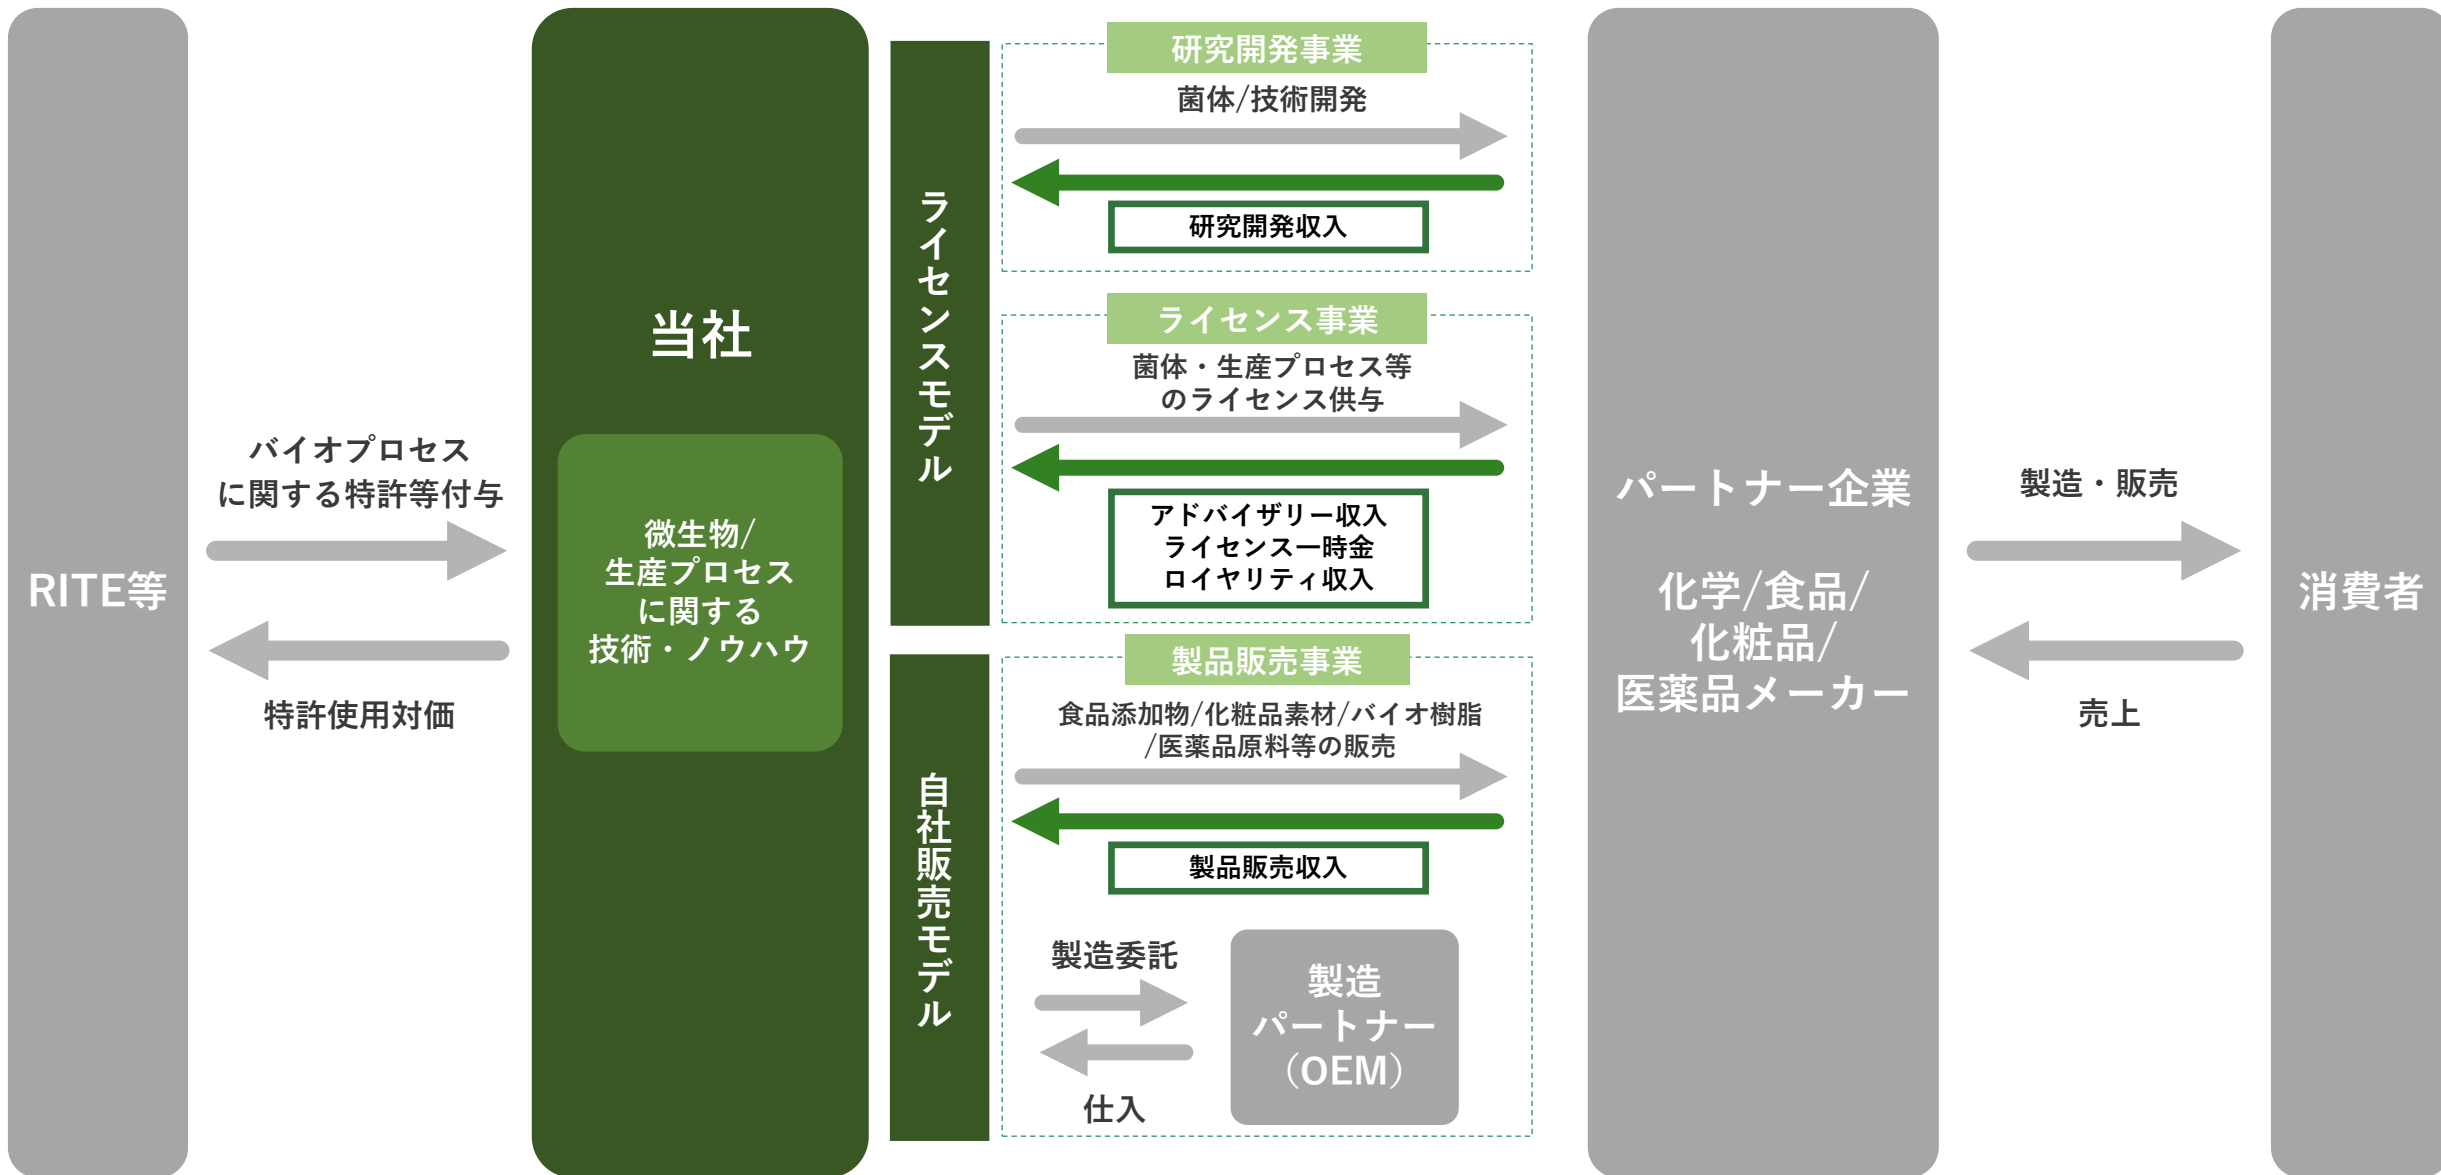 RITE等
バイオプロセス
に関する特許等付与
特許使用対価
当社
微生物/
生産プロセス
に関する
技術・ノウハウ
ライセンスモデル
研究開発事業
菌体/技術開発
研究開発収入
ライセンス事業
菌体・生産プロセス等
のライセンス供与
アドバイザリー収入
ライセンス一時金
ロイヤリティ収入
自社販売モデル
製品販売事業
食品添加物/化粧品素材/バイオ樹脂
/医薬品原料等の販売
製品販売収入
製造委託
仕入
製造
パートナー
（OEM）
パートナー企業
化学/食品/
化粧品/
医薬品メーカー
製造・販売
売上
消費者